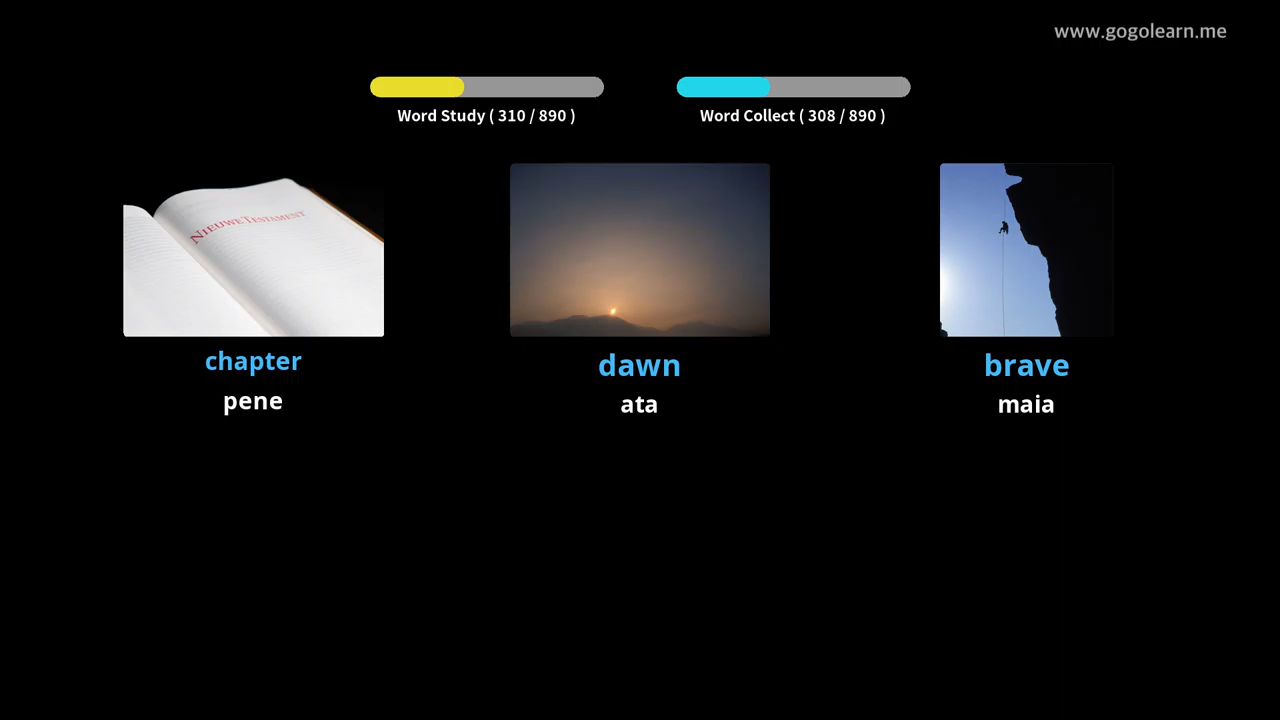 www.gogolearn.me
Word Study ( 310 / 890 )
Word Collect ( 308 / 890 )
NIEUWE TESTAMENT
chapter
pene
dawn
ata
brave
maia